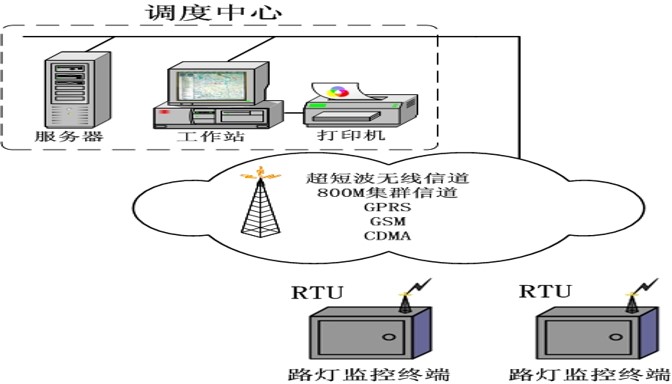 调度中心
服务器
工作站
打印机
超短波无线信道
800M集群信道
GPRS
GSM
CDMA
RTU
RTU
路灯监控终端
路灯监控终端